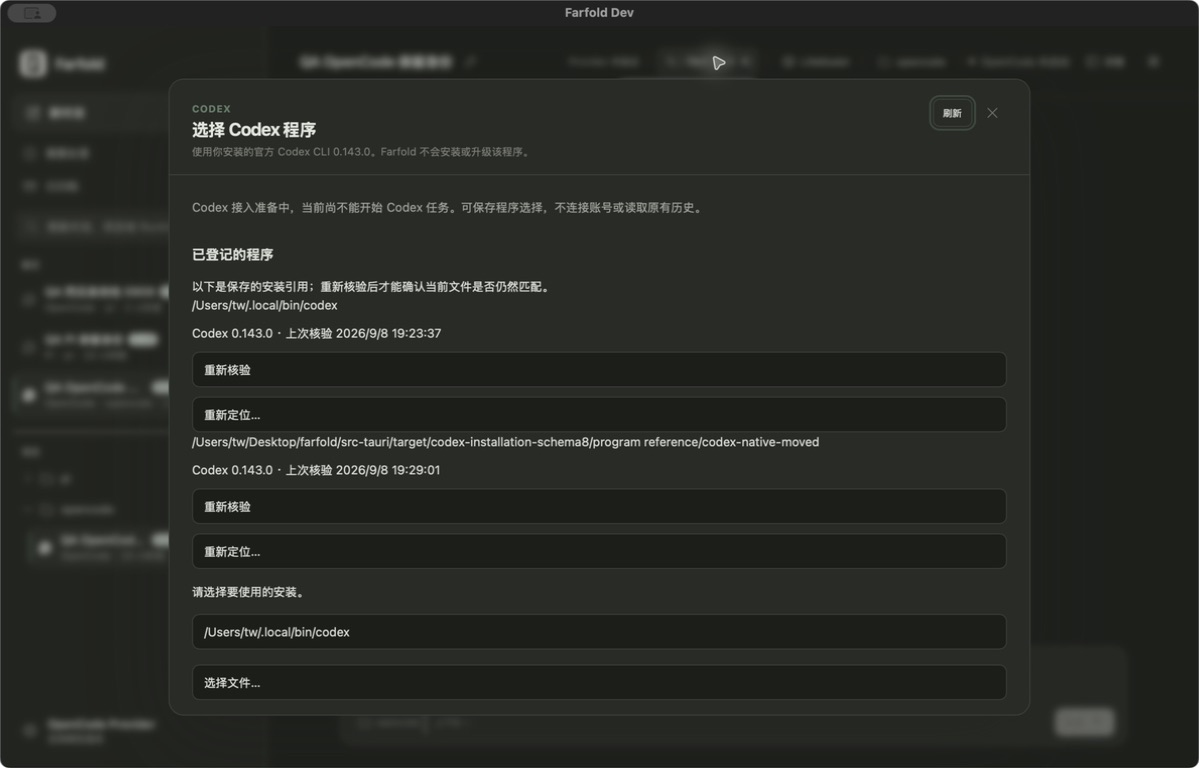 Farfold Dev
CODEX
选择 Codex 程序
使用你安装的官方 Codex CLI 0.143.0。Farfold 不会安装或升级该程序。
刷新
Codex 接入准备中，当前尚不能开始 Codex 任务。可保存程序选择，不连接账号或读取原有历史。
已登记的程序
以下是保存的安装引用；重新核验后才能确认当前文件是否仍然匹配。
/Users/tw/.local/bin/codex
Codex 0.143.0 · 上次核验 2026/9/8 19:23:37
重新核验
重新定位...
/Users/tw/Desktop/farfold/src-tauri/target/codex-installation-schema8/program reference/codex-native-moved
Codex 0.143.0 · 上次核验 2026/9/8 19:29:01
重新核验
重新定位...
请选择要使用的安装。
/Users/tw/.local/bin/codex
选择文件...